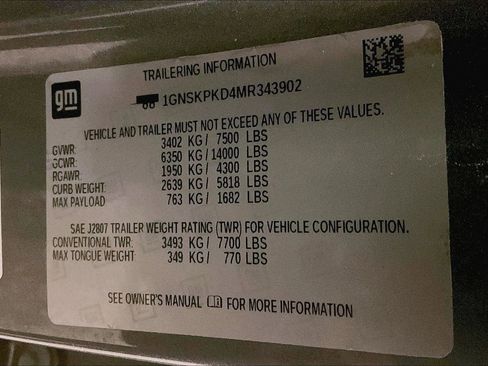 gm
TRAILERING INFORMATION
1GNSKPKD4MR343902
VEHICLE AND TRAILER MUST NOT EXCEED ANY OF THESE VALUES.
GVWR: 3402 KG / 7500 LBS
GCWR: 6350 KG / 14000 LBS
RGAWR: 1950 KG / 4300 LBS
CURB WEIGHT: 2639 KG / 5818 LBS
MAX PAYLOAD 763 KG / 1682 LBS
SAE J2807 TRAILER WEIGHT RATING (TWR) FOR VEHICLE CONFIGURATION.
CONVENTIONAL TWR: 3493 KG / 7700 LBS
MAX TONGUE WEIGHT: 349 KG / 770 LBS
SEE OWNER'S MANUAL FOR MORE INFORMATION